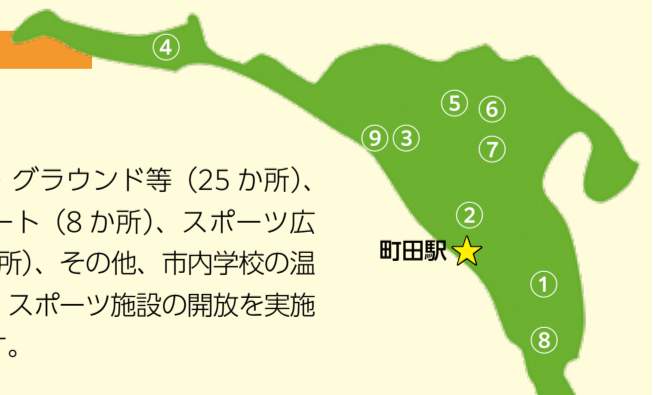 ④
⑤ ⑥
⑨ ③
⑦
グラウンド等（25 か所）、
ート（8 か所）、スポーツ広
所）、その他、市内学校の温
スポーツ施設の開放を実施
す。
②
町田駅
①
⑧